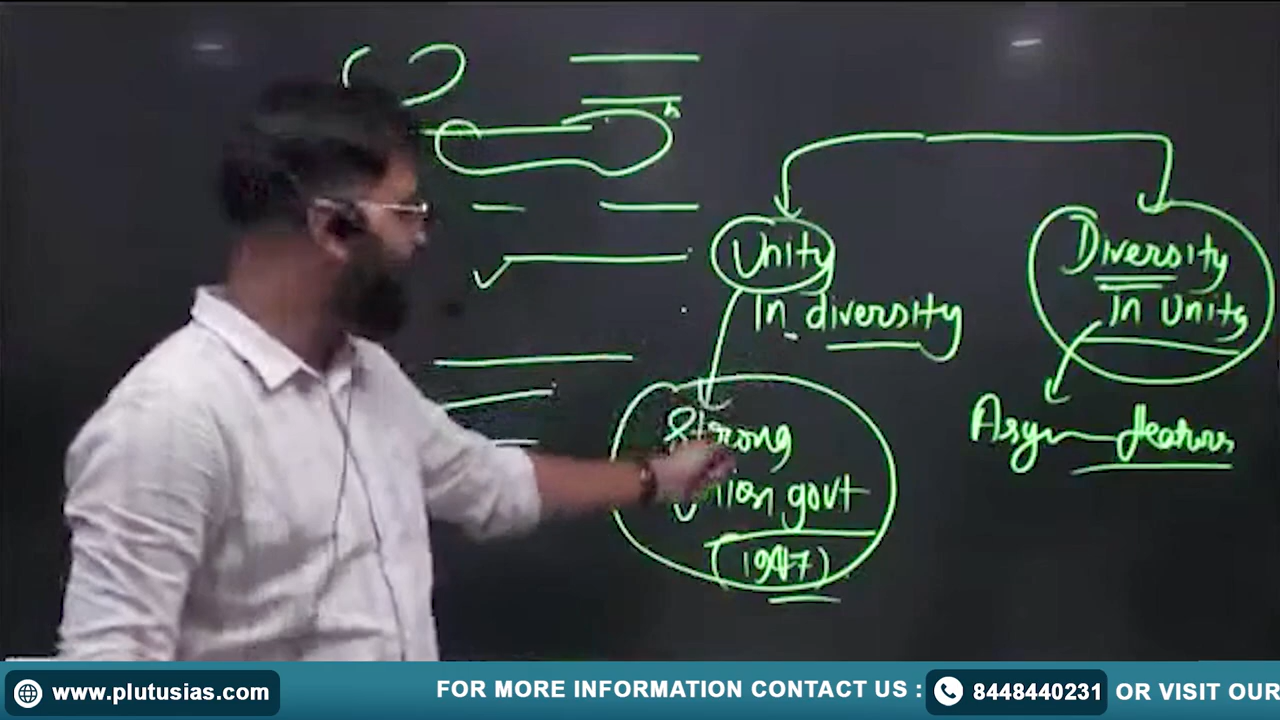 Unity
In diversity
Diversity
In Unity
Strong
govt
(1947)
www.plutusias.com
FOR MORE INFORMATION CONTACT US :
8448440231
OR VISIT OUR